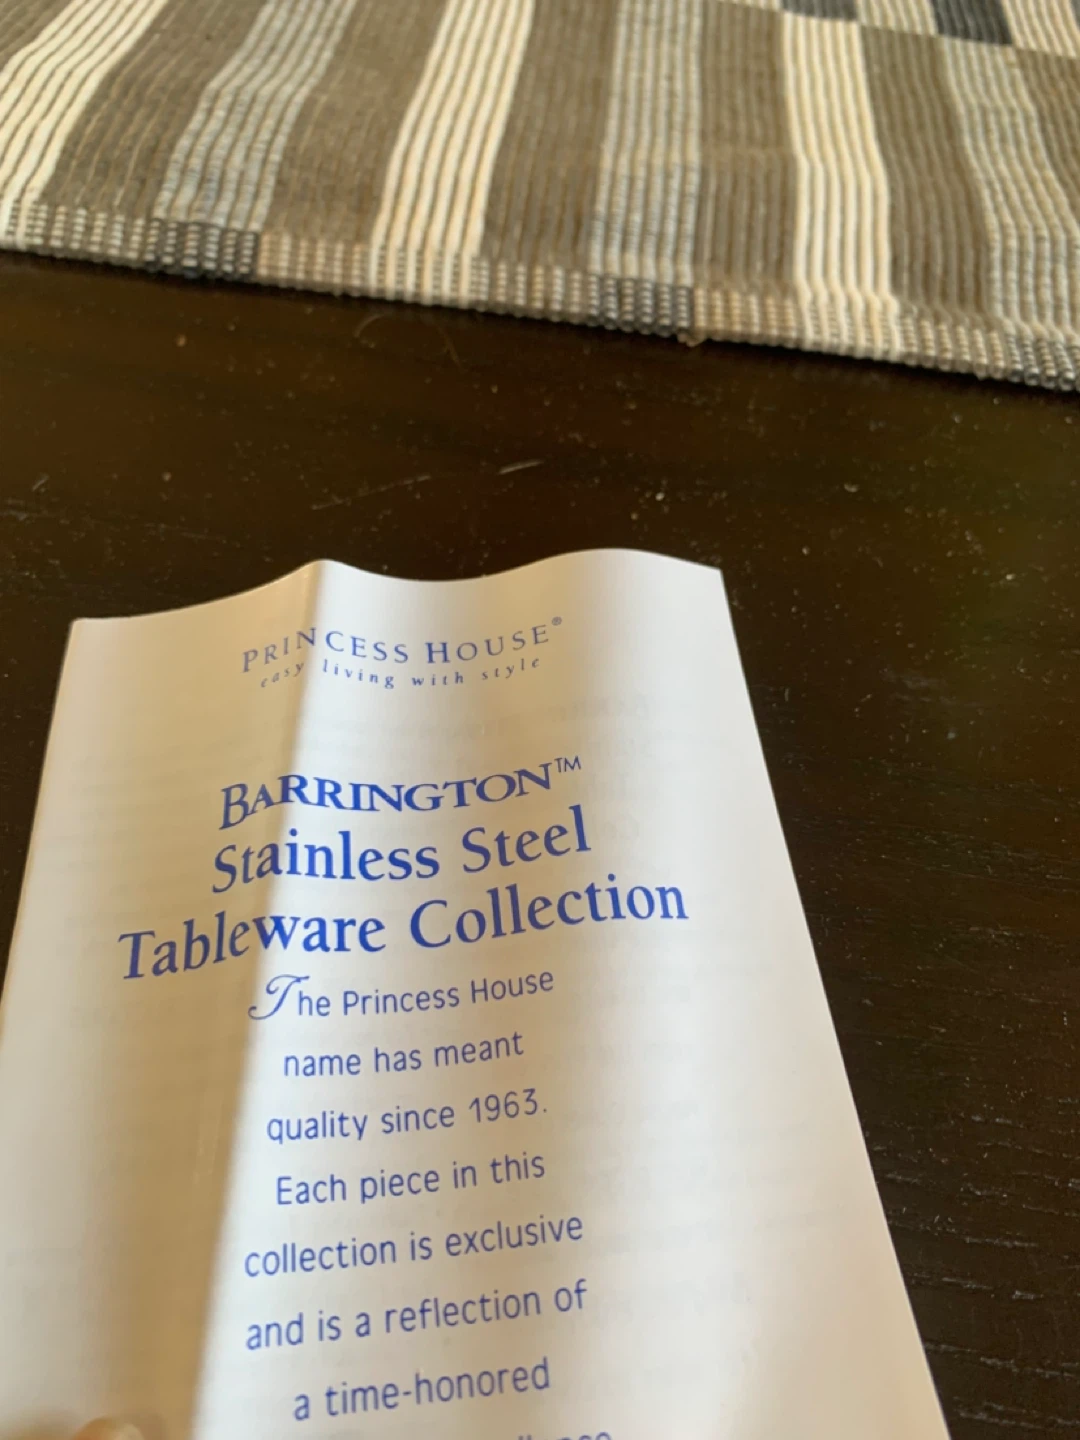 PRINCESS HOUSE®
easy living with style
BARRINGTON™
Stainless Steel
Tableware Collection
The Princess House
name has meant
quality since 1963.
Each piece in this
collection is exclusive
and is a reflection of
a time-honored